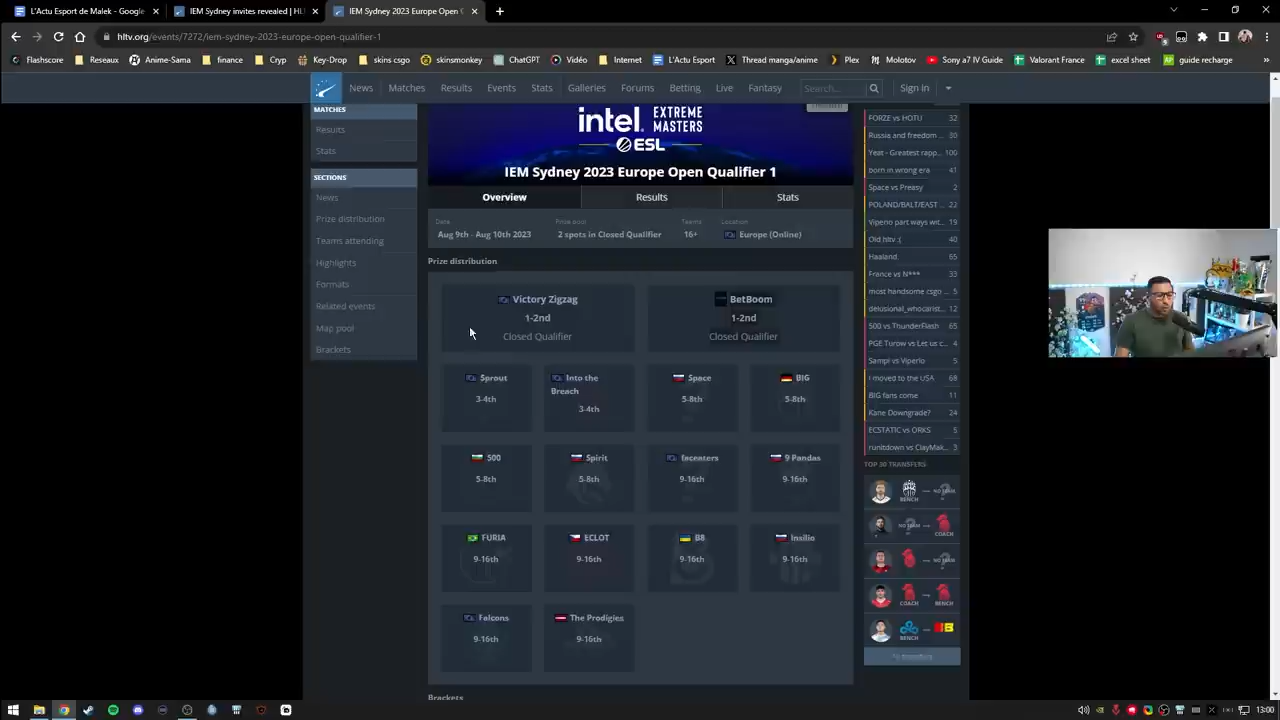 L'Actu Esport de Malek - Google
IEM Sydney invites revealed | HL
IEM Sydney 2023 Europe Open
hltv.org/events/7272/iem-sydney-2023-europe-open-qualifier-1
Flashscore
Reseaux
Anime-Sama
finance
Cryp
Key-Drop
skins csgo
skinsmoney
ChatGPT
Vidéo
Internet
L'Actu Esport
Thread manga/anime
Plex
Molotov
Sony a7 IV Guide
Valorant France
excel sheet
guide recharge
News
Matches
Results
Events
Stats
Galleries
Forums
Betting
Live
Fantasy
Search...
Sign in
MATCHES
Results
Stats
SECTIONS
News
Prize distribution
Teams attending
Highlights
Formats
Related events
Map pool
Brackets
intel. EXTREME MASTERS
ESL
IEM Sydney 2023 Europe Open Qualifier 1
Overview
Results
Stats
Date
Prize pool
Teams
Location
Aug 9th - Aug 10th 2023
2 spots in Closed Qualifier
16+
Europe (Online)
Prize distribution
Victory Zigzag
1-2nd
Closed Qualifier
BetBoom
1-2nd
Closed Qualifier
Sprout
3-4th
Into the
Breach
3-4th
Space
5-8th
BIG
5-8th
500
5-8th
Spirit
5-8th
9-16th
9 Pandas
9-16th
FURIA
9-16th
ECLOT
9-16th
B8
9-16th
Insilio
9-16th
Falcons
9-16th
The Prodigies
9-16th
Brackets
FORZE vs HOTU 32
Russia and freedom ... 80
Yeat - Greatest rapp... 100
born in wrong era 41
Space vs Preasy 2
POLAND/BALT/EAST ... 22
Viperio part ways wit... 19
Old hltv :( 40
Haaland 65
France vs N*** 33
most handsome csgo ... 5
delusional_whocarist... 12
500 vs ThunderFlash 65
PGE Turow vs Let us c... 4
Sampi vs Viperio 5
I moved to the USA 68
BIG fans come 11
Kane Downgrade? 24
ECSTATIC vs ORKS 5
runitdown vs ClayMak... 3
TOP 30 TRANSFERS
BENCH
NO TEAM
NO TEAM
COACH
NO TEAM
COACH
BENCH
BENCH
13:00